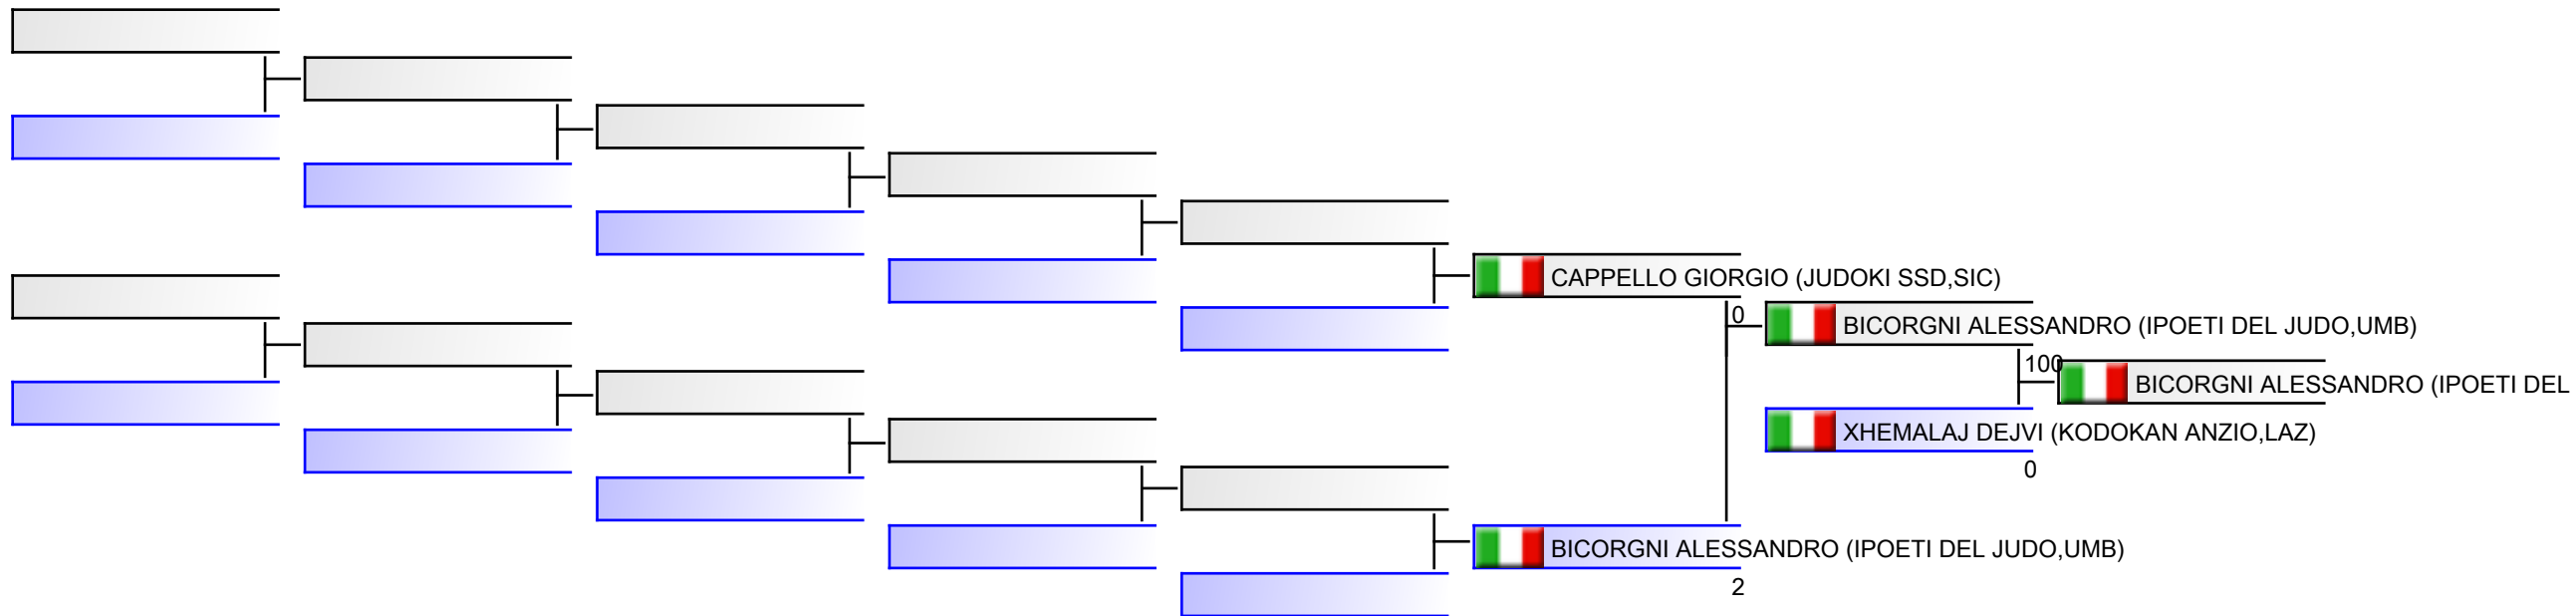 CAPPELLO GIORGIO (JUDOKI SSD,SIC)
0
BICORGNI ALESSANDRO (IPOETI DEL JUDO,UMB)
100
BICORGNI ALESSANDRO (IPOETI DEL
XHEMALAJ DEJVI (KODOKAN ANZIO,LAZ)
0
BICORGNI ALESSANDRO (IPOETI DEL JUDO,UMB)
2